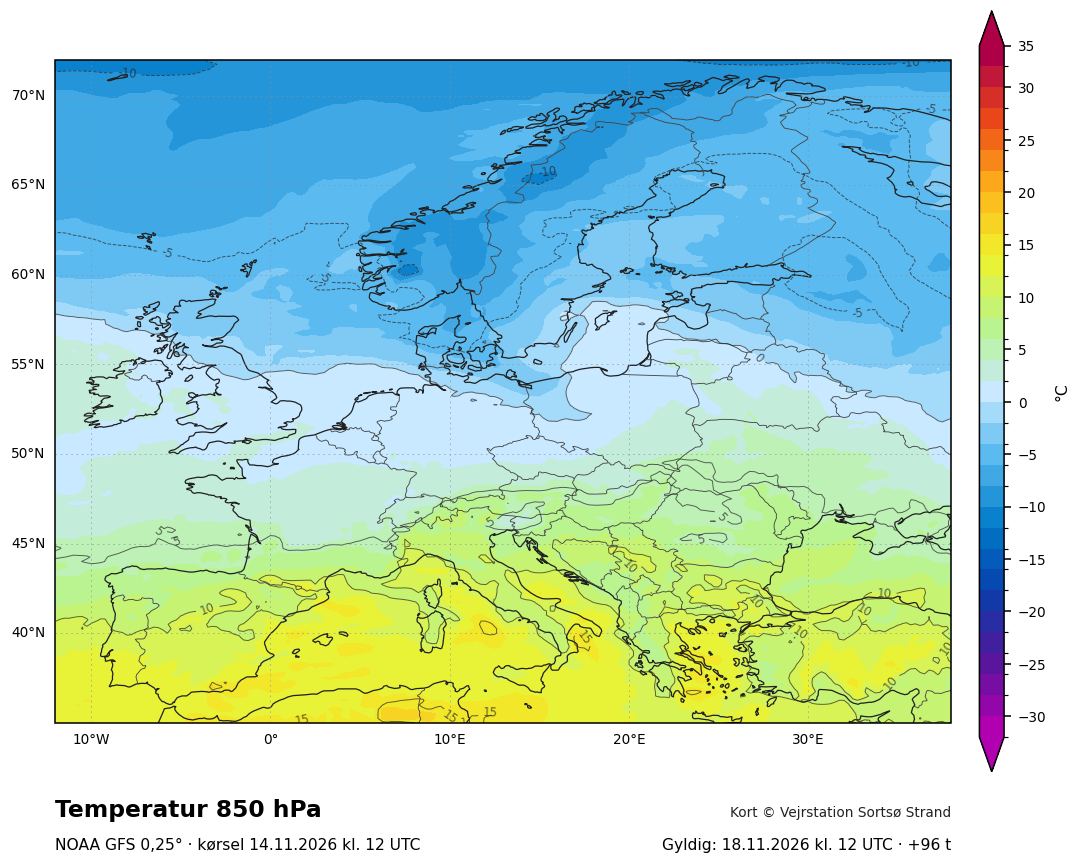 70°N
65°N
60°N
55°N
50°N
45°N
40°N
10°W
0°
10°E
20°E
30°E
35
30
25
20
15
10
5
0
−5
−10
−15
−20
−25
−30
°C
Temperatur 850 hPa
Kort © Vejrstation Sortsø Strand
NOAA GFS 0,25° · kørsel 14.11.2026 kl. 12 UTC
Gyldig: 18.11.2026 kl. 12 UTC · +96 t